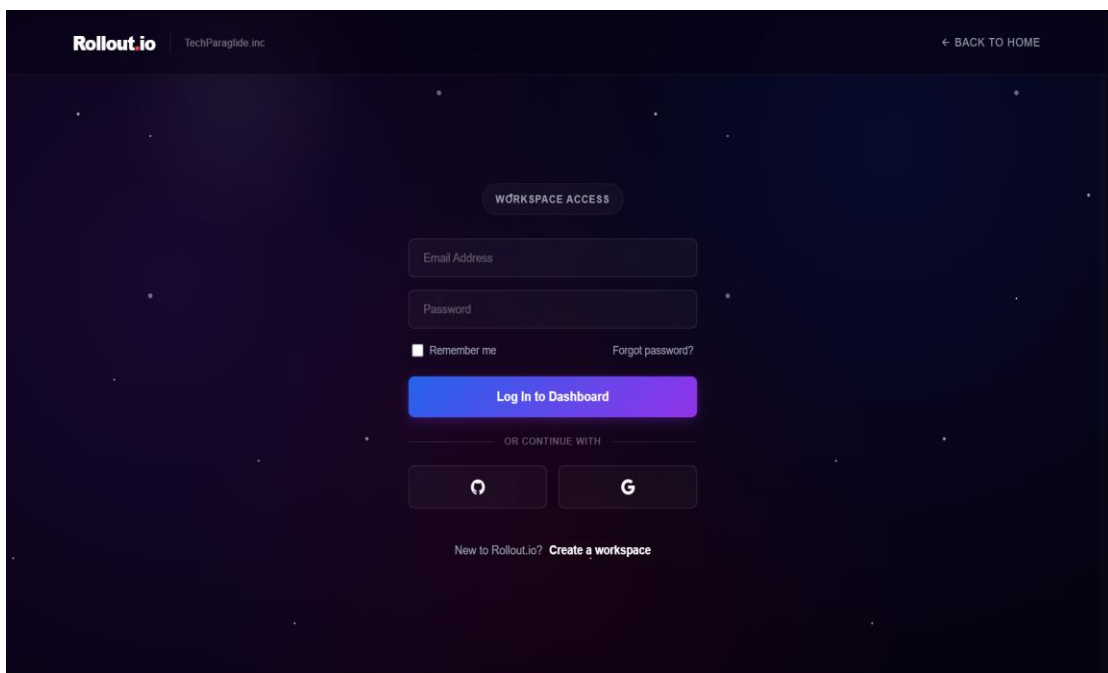 Rollout.io
TechParaglide.inc
← BACK TO HOME
WORKSPACE ACCESS
Email Address
Password
Remember me
Forgot password?
Log In to Dashboard
OR CONTINUE WITH
G
New to Rollout.io? Create a workspace